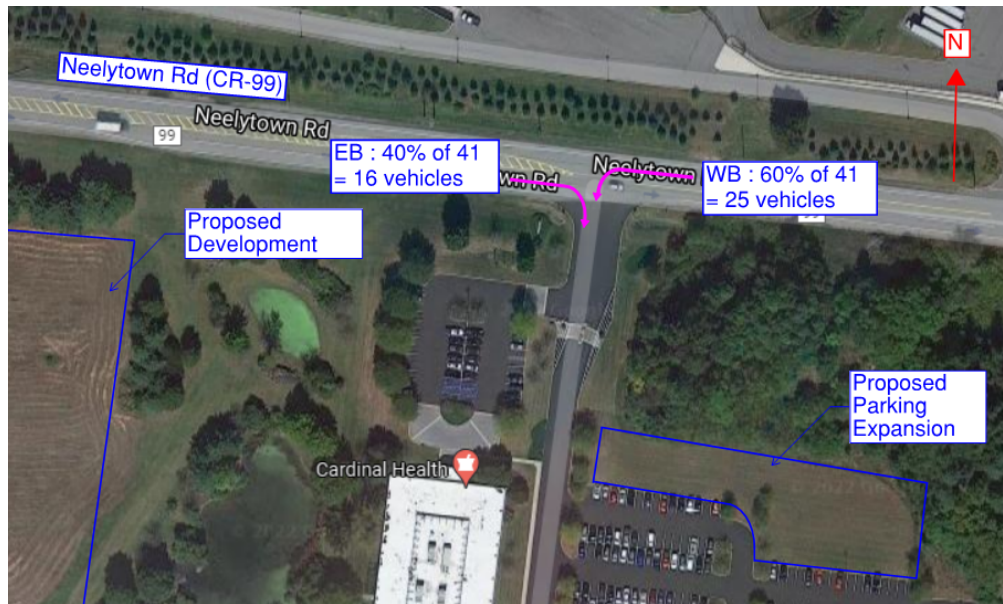 N
Neelytown Rd (CR-99)
Neelytown Rd
99
EB : 40% of 41
= 16 vehicles
Neelytown
WB : 60% of 41
= 25 vehicles
Rd
Proposed
Development
Proposed
Parking
Expansion
Cardinal Health